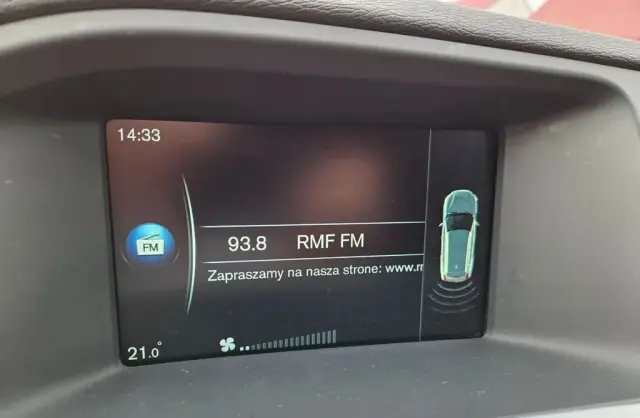 14:33
FM
93.8 RMF FM
Zapraszamy na nasza strone: www.
21.0°